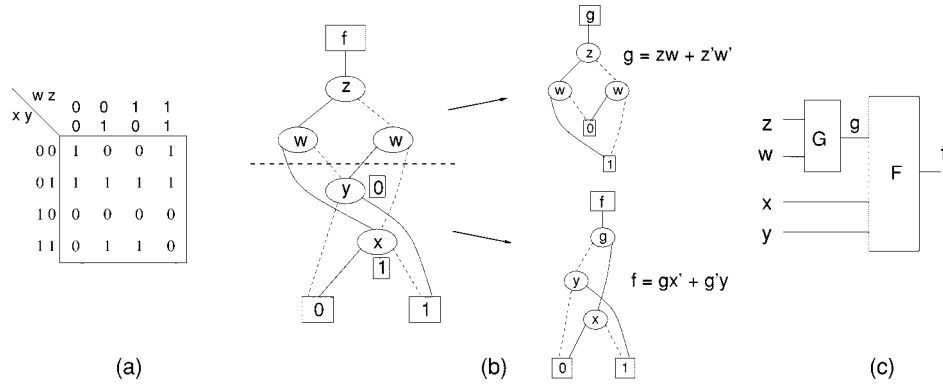 w z
0 0 1 1
0 1 0 1
x y
0 0 1 0 0 1
0 1 1 1 1 1
1 0 0 0 0 0
1 1 0 1 1 0
(a)
f
z
w w
y 0
x
1
0 1
(b)
g
z
g = zw + z'w'
w w
0
1
f
g
y
f = gx' + g'y
x
0 1
z
G g
w
F f
x
y
(c)